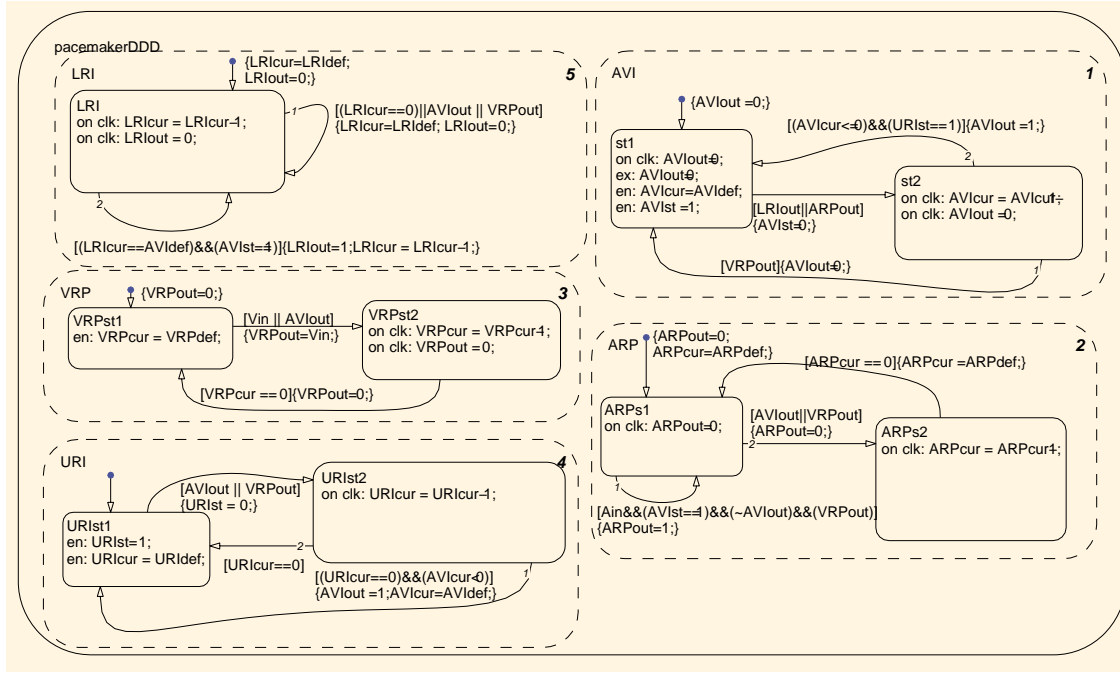 pacemakerDDD
LRI
5
{LRIcur=LRIdef;
LRIout=0;}
LRI
on clk: LRIcur = LRIcur-1;
on clk: LRIout = 0;
1
[(LRIcur==0)||AVIout || VRPout]
{LRIcur=LRIdef; LRIout=0;}
2
[(LRIcur==AVIdef)&&(AVIst==1)]{LRIout=1;LRIcur = LRIcur-1;}
AVI
1
{AVIout =0;}
[(AVIcur<=0)&&(URIst==1)]{AVIout =1;}
2
st1
on clk: AVIout=0;
ex: AVIout=0;
en: AVIcur=AVIdef;
en: AVIst =1;
st2
on clk: AVIcur = AVIcur-1;
on clk: AVIout =0;
[LRIout||ARPout]
{AVIst=0;}
[VRPout]{AVIout=0;}
1
VRP
3
{VRPout=0;}
VRPst1
en: VRPcur = VRPdef;
[Vin || AVIout]
{VRPout=Vin;}
VRPst2
on clk: VRPcur = VRPcur-1;
on clk: VRPout = 0;
[VRPcur == 0]{VRPout=0;}
ARP
2
{ARPout=0;
ARPcur=ARPdef;}
[ARPcur == 0]{ARPcur =ARPdef;}
ARPs1
on clk: ARPout=0;
[AVIout||VRPout]
{ARPout=0;}
2
ARPs2
on clk: ARPcur = ARPcur-1;
1
[Ain&&(AVIst==1)&&(~AVIout)&&(VRPout)]
{ARPout=1;}
URI
4
[AVIout || VRPout]
{URIst = 0;}
URIst2
on clk: URIcur = URIcur-1;
URIst1
en: URIst=1;
en: URIcur = URIdef;
2
[URIcur==0]
[(URIcur==0)&&(AVIcur<0)]
{AVIout =1;AVIcur=AVIdef;}
1